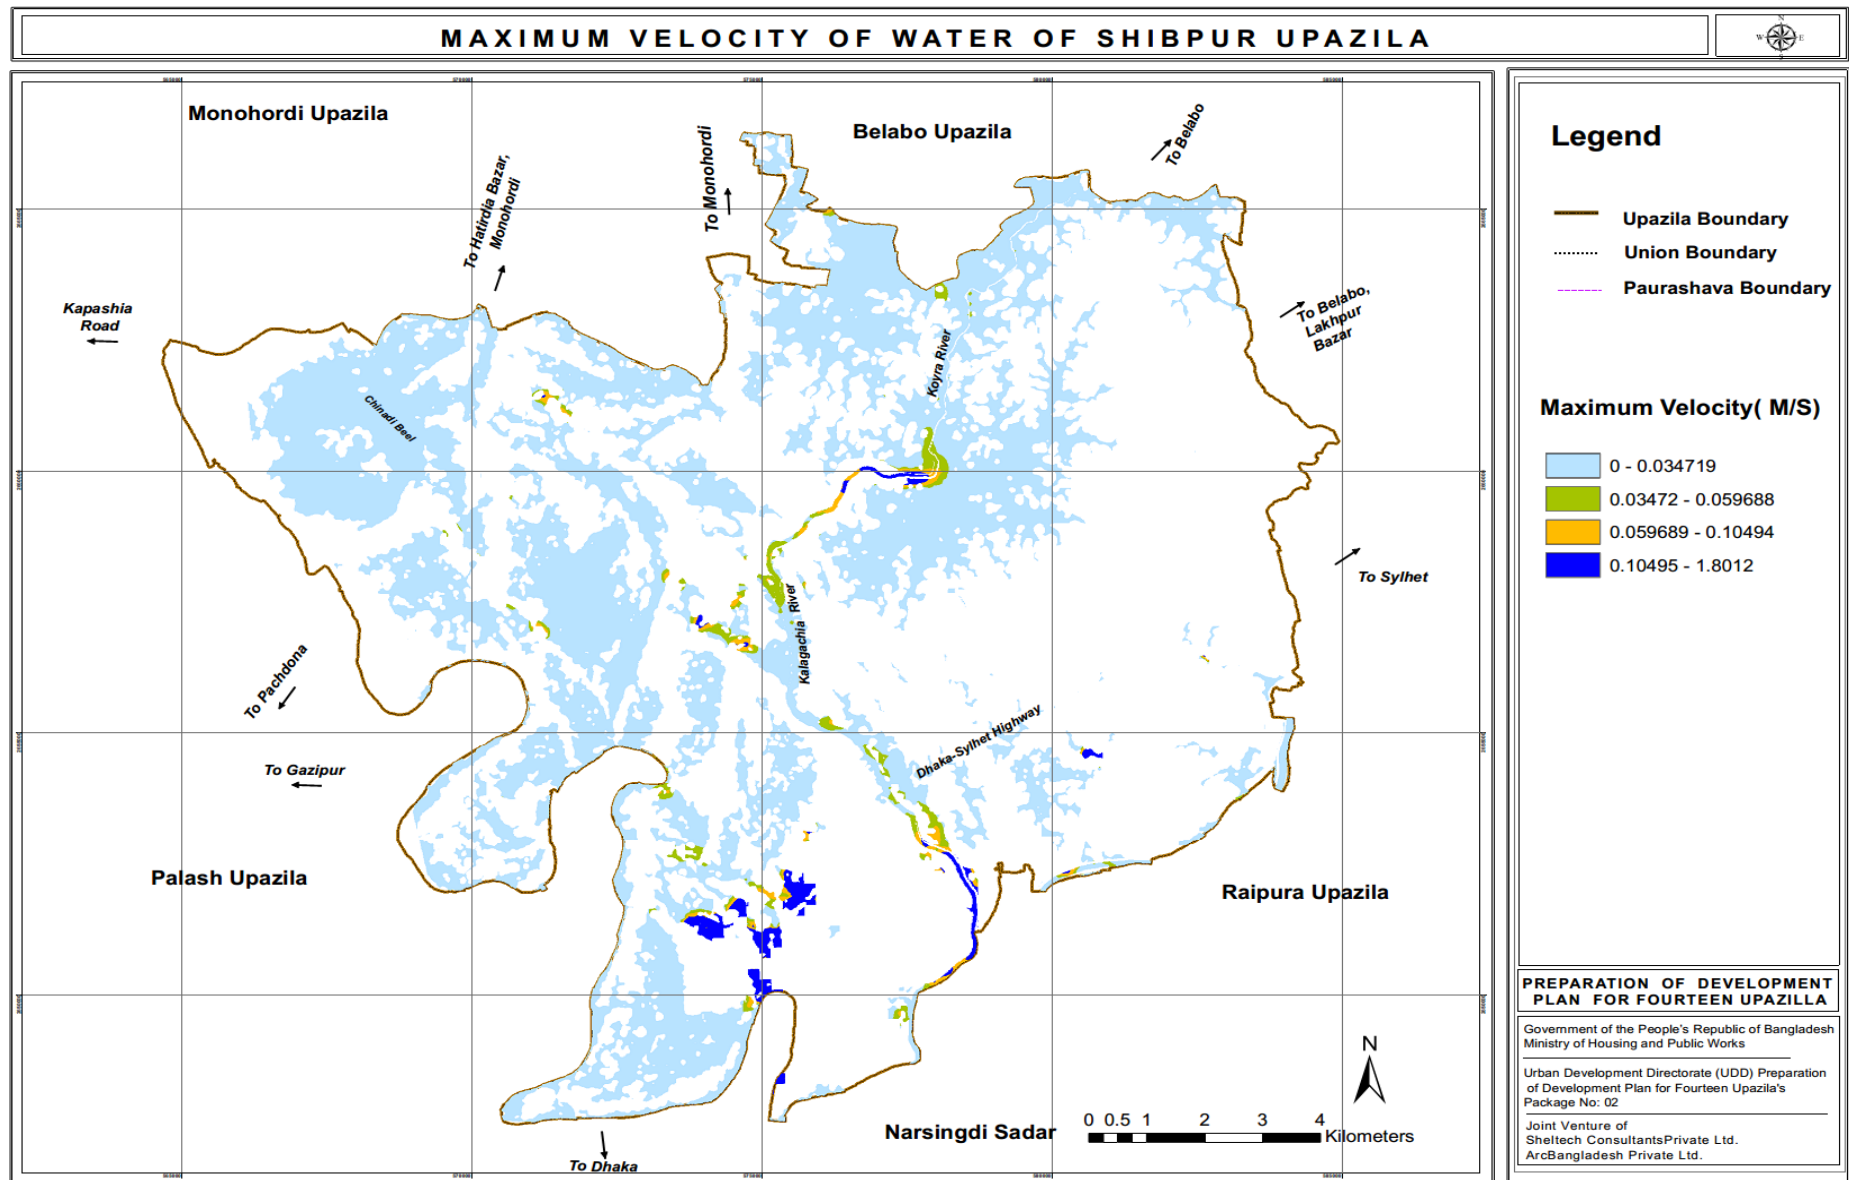 MAXIMUM VELOCITY OF WATER OF SHIBPUR UPAZILA
N
W
E
S
Monohordi Upazila
Belabo Upazila
To Belabo
To Monohordi
To Hatirdia Bazar,
Monohordi
Kapashia
Road
To Belabo,
Lakhpur
Bazar
Koyra River
Chinadi Beel
To Sylhet
Kalagachia River
To Pachdona
Dhaka-Sylhet Highway
To Gazipur
Palash Upazila
Raipura Upazila
Narsingdi Sadar
To Dhaka
N
0 0.5 1 2 3 4
Kilometers
Legend
Upazila Boundary
Union Boundary
Paurashava Boundary
Maximum Velocity( M/S)
0 - 0.034719
0.03472 - 0.059688
0.059689 - 0.10494
0.10495 - 1.8012
PREPARATION OF DEVELOPMENT
PLAN FOR FOURTEEN UPAZILLA
Government of the People's Republic of Bangladesh
Ministry of Housing and Public Works
Urban Development Directorate (UDD) Preparation
of Development Plan for Fourteen Upazila's
Package No: 02
Joint Venture of
Sheltech ConsultantsPrivate Ltd.
ArcBangladesh Private Ltd.